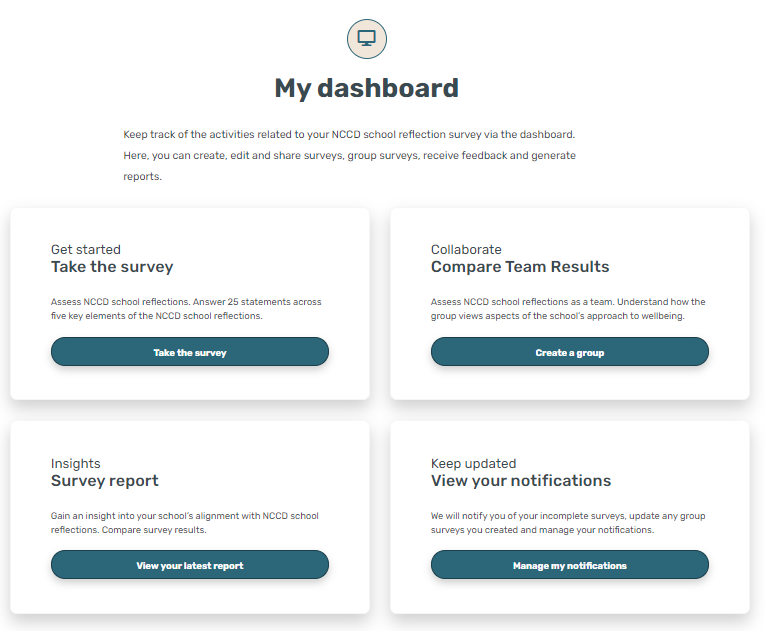 My dashboard
Keep track of the activities related to your NCCD school reflection survey via the dashboard.
Here, you can create, edit and share surveys, group surveys, receive feedback and generate
reports.
Get started
Take the survey
Assess NCCD school reflections. Answer 25 statements across
five key elements of the NCCD school reflections.
Take the survey
Collaborate
Compare Team Results
Assess NCCD school reflections as a team. Understand how the
group views aspects of the school's approach to wellbeing.
Create a group
Insights
Survey report
Gain an insight into your school's alignment with NCCD school
reflections. Compare survey results.
View your latest report
Keep updated
View your notifications
We will notify you of your incomplete surveys, update any group
surveys you created and manage your notifications.
Manage my notifications